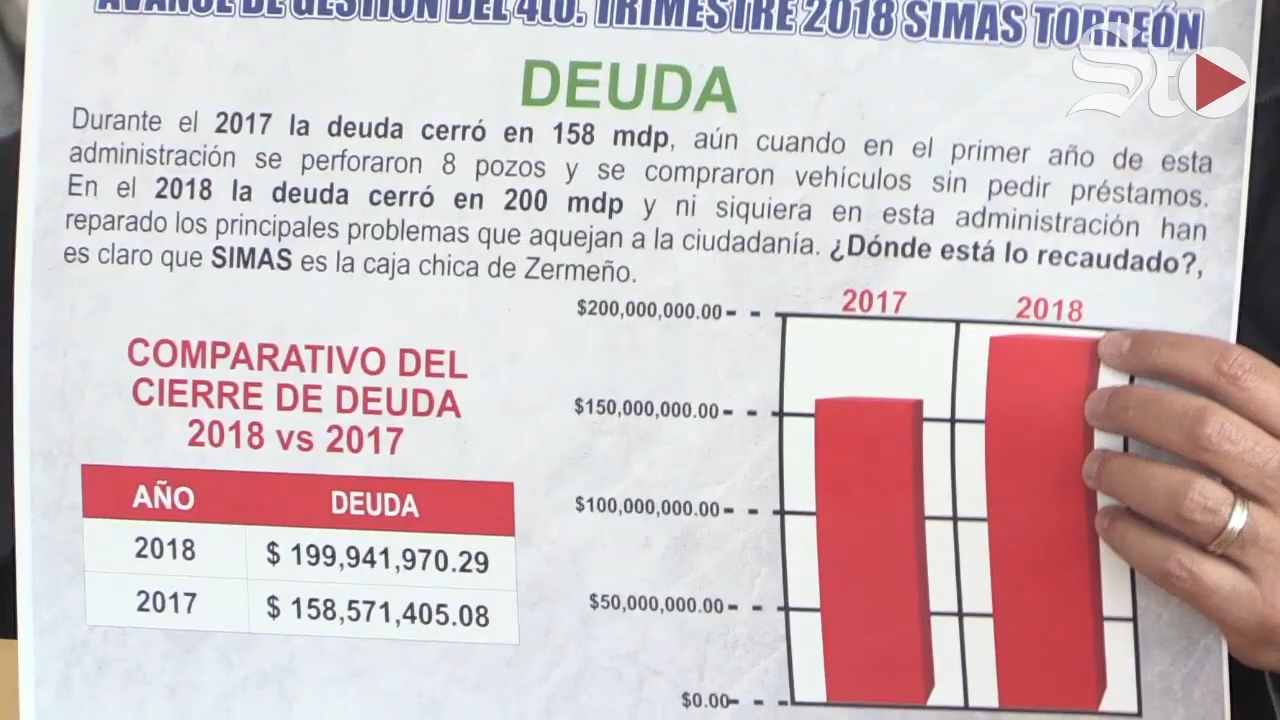 AVANCE DE GESTIÓN DEL 4to. TRIMESTRE 2018 SIMAS TORREÓN
St
DEUDA
Durante el 2017 la deuda cerró en 158 mdp, aún cuando en el primer año de esta
administración se perforaron 8 pozos y se compraron vehículos sin pedir préstamos.
En el 2018 la deuda cerró en 200 mdp y ni siquiera en esta administración han
reparado los principales problemas que aquejan a la ciudadanía. ¿Dónde está lo recaudado?,
es claro que SIMAS es la caja chica de Zermeño.
COMPARATIVO DEL
CIERRE DE DEUDA
2018 vs 2017
AÑO DEUDA
2018 $ 199,941,970.29
2017 $ 158,571,405.08
2017 2018
$200,000,000.00
$150,000,000.00
$100,000,000.00
$50,000,000.00
$0.00